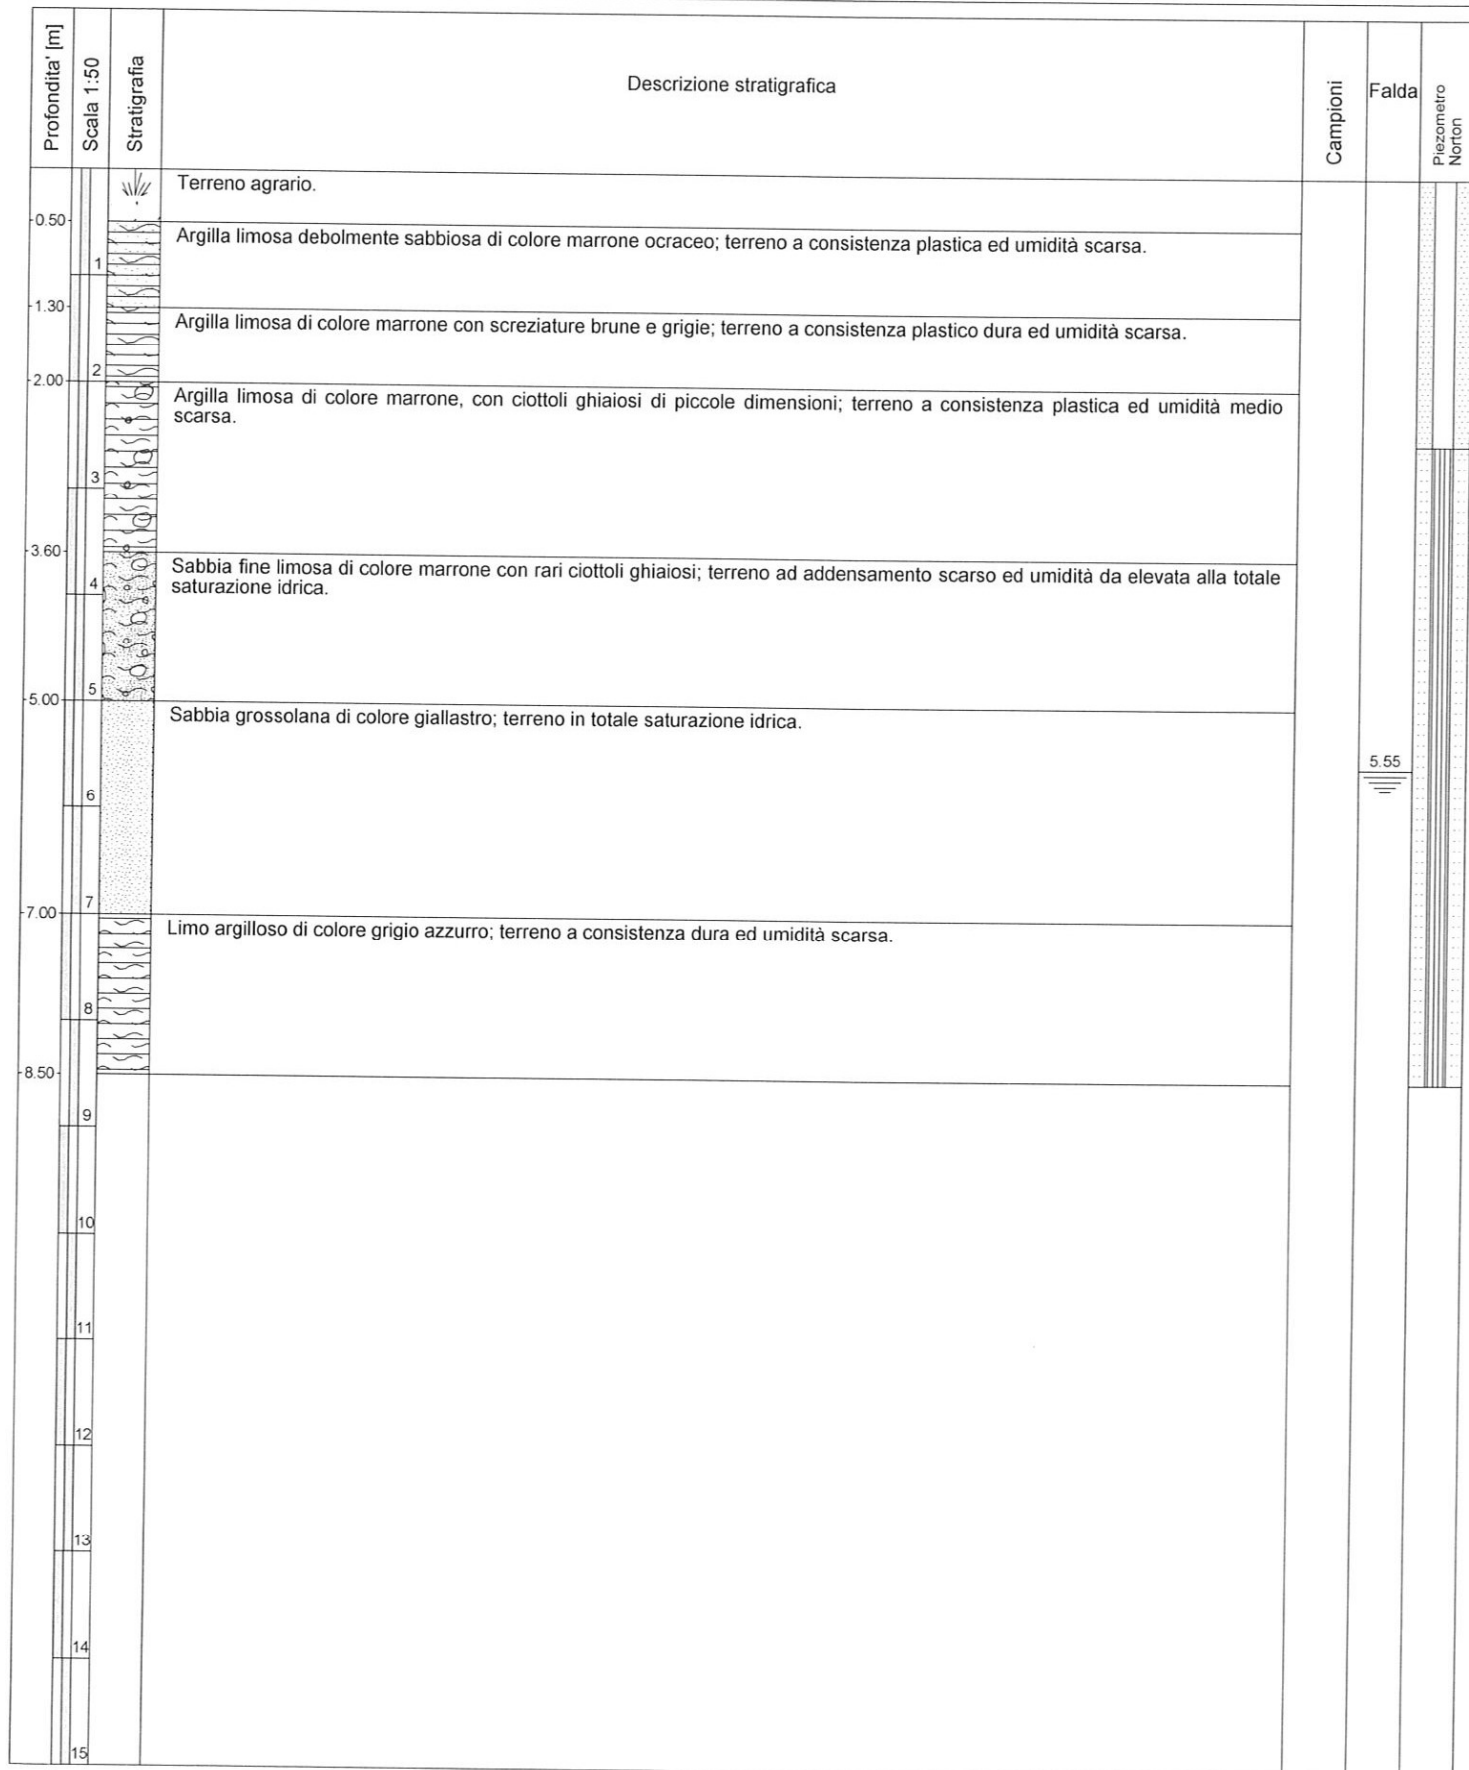 Profondita' [m]
Scala 1:50
Stratigrafia
Descrizione stratigrafica
Campioni
Falda
Piezometro
Norton
Terreno agrario.
0.50
Argilla limosa debolmente sabbiosa di colore marrone ocraceo; terreno a consistenza plastica ed umidità scarsa.
1
1.30
Argilla limosa di colore marrone con screziature brune e grigie; terreno a consistenza plastico dura ed umidità scarsa.
2
2.00
Argilla limosa di colore marrone, con ciottoli ghiaiosi di piccole dimensioni; terreno a consistenza plastica ed umidità medio
scarsa.
3
3.60
Sabbia fine limosa di colore marrone con rari ciottoli ghiaiosi; terreno ad addensamento scarso ed umidità da elevata alla totale
saturazione idrica.
4
5
5.00
Sabbia grossolana di colore giallastro; terreno in totale saturazione idrica.
5.55
6
7
7.00
Limo argilloso di colore grigio azzurro; terreno a consistenza dura ed umidità scarsa.
8
8.50
9
10
11
12
13
14
15